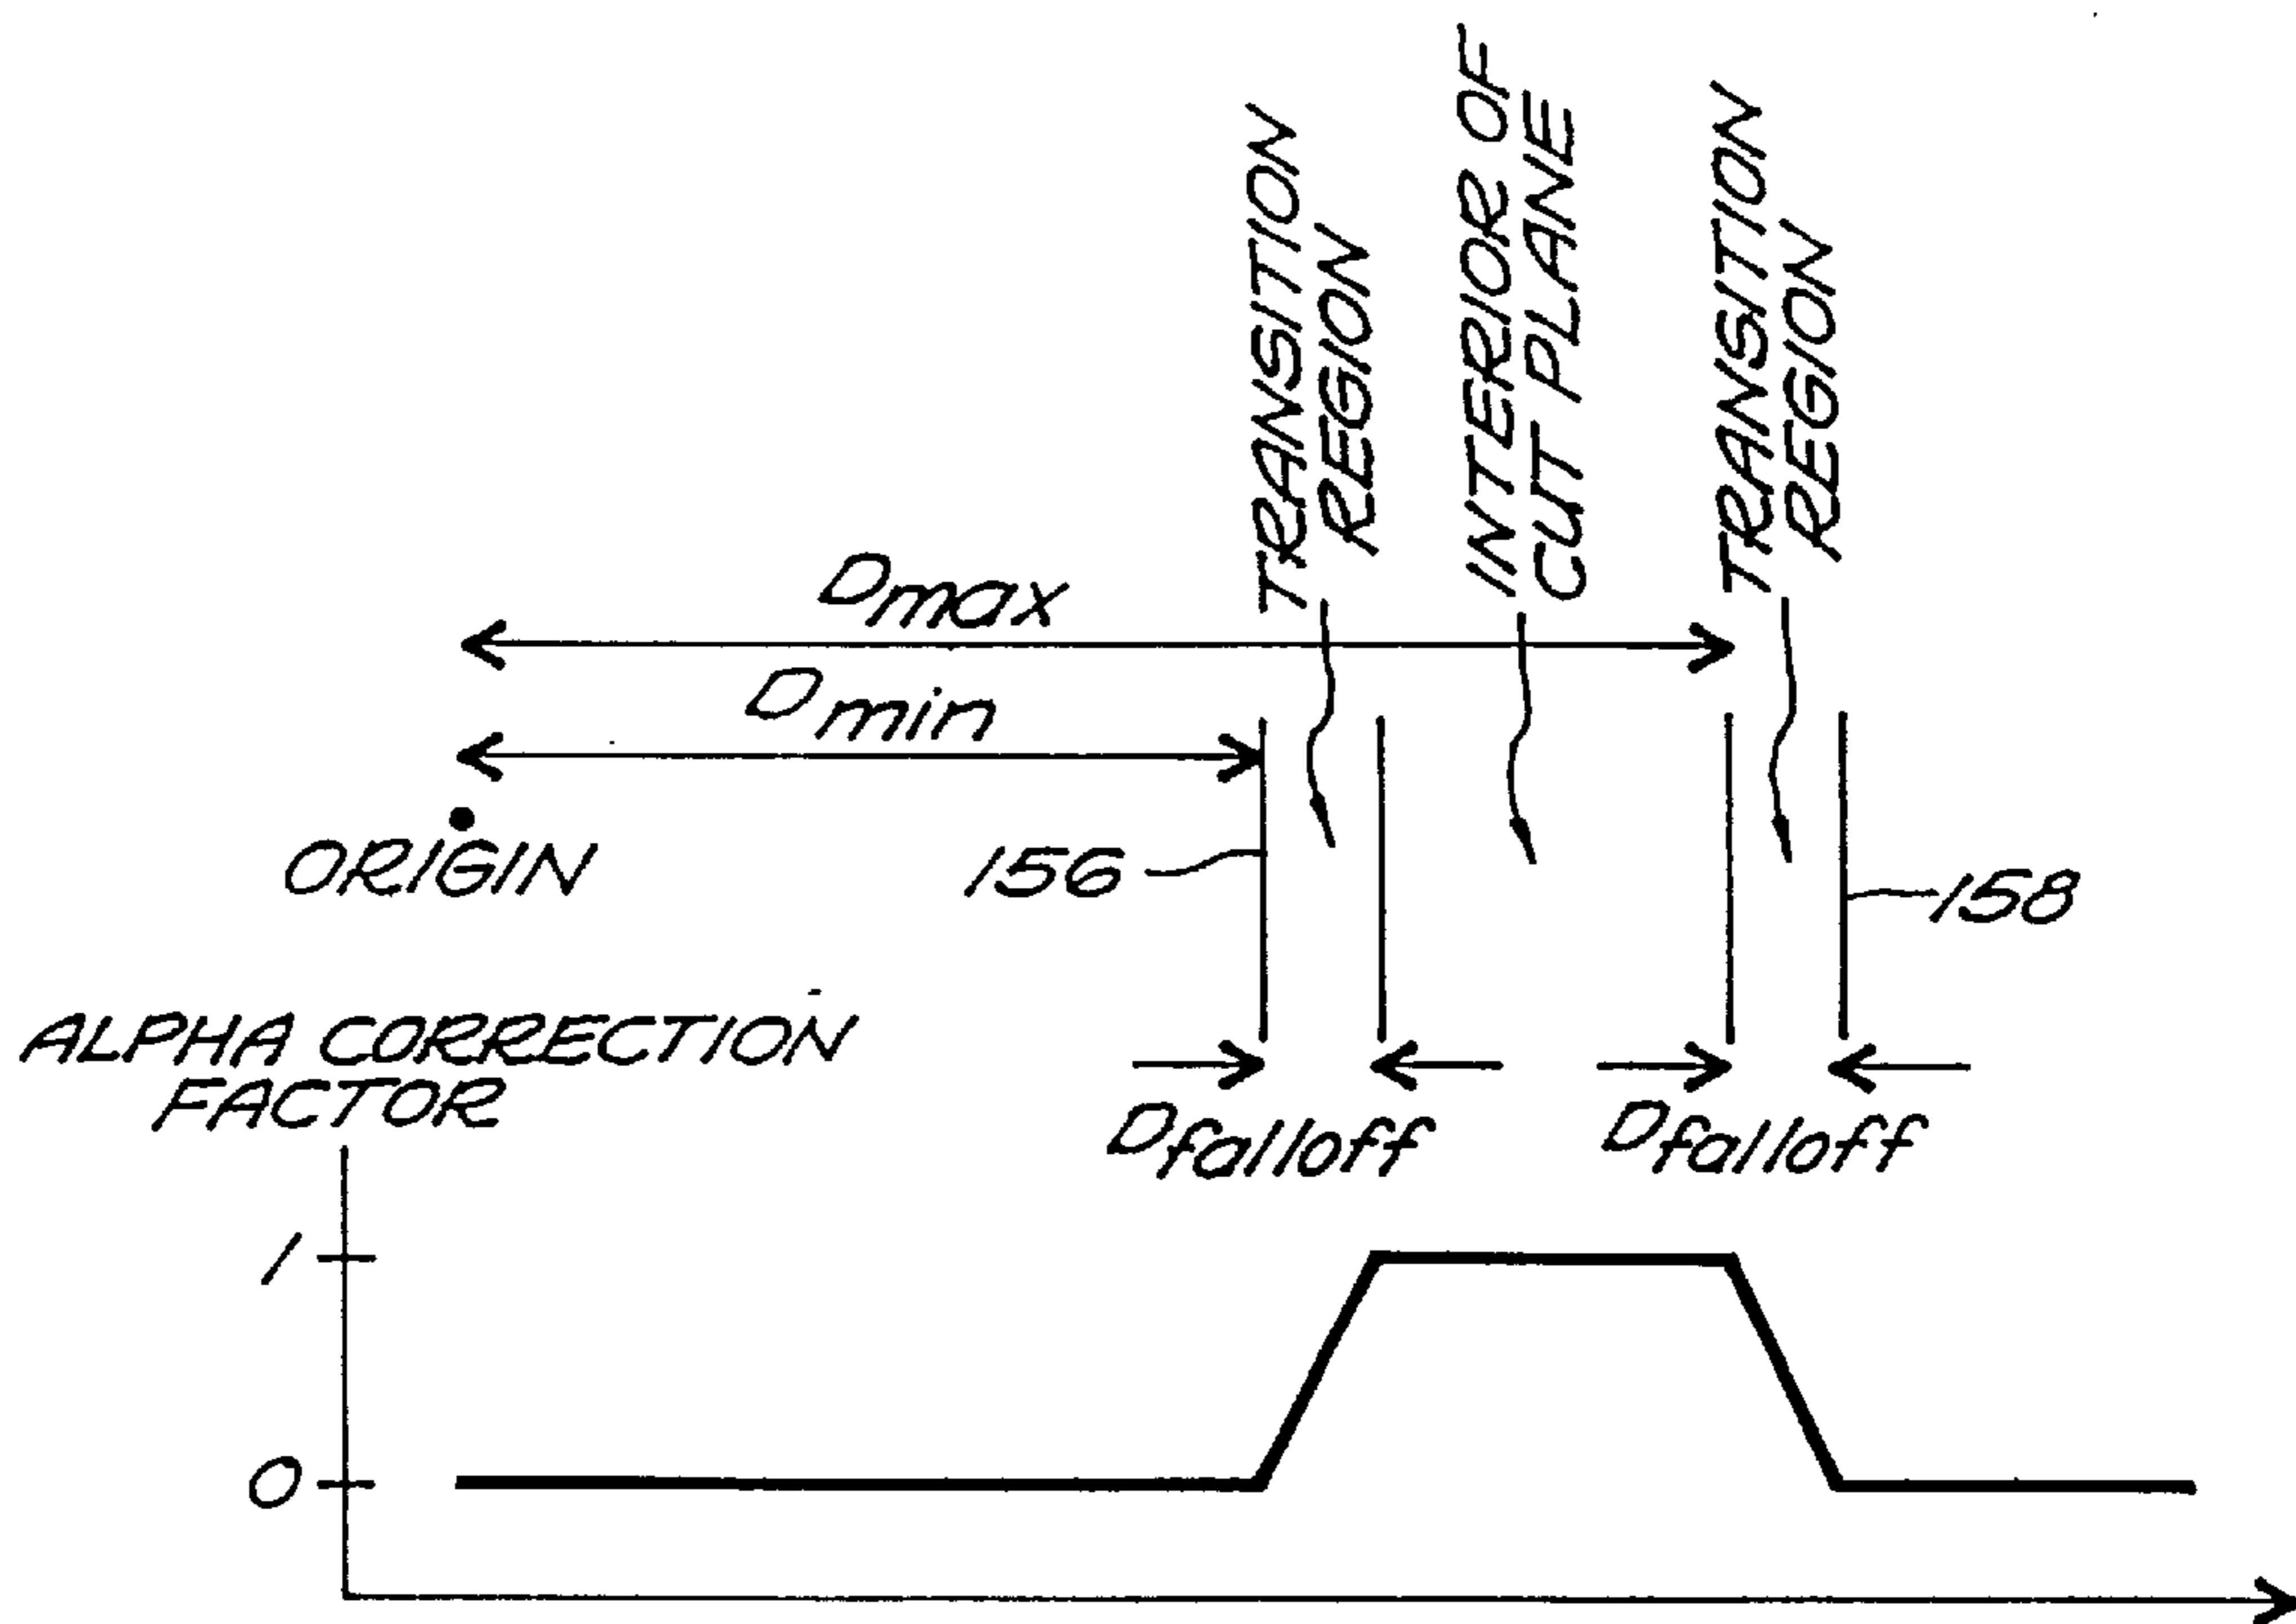 TRANSITION
REGION
INTERIOR OF
CUT PLANE
TRANSITION
REGION
Dmax
Dmin
ORIGIN
156
158
ALPHA CORRECTION
FACTOR
Dfalloff
Dfalloff
1
0